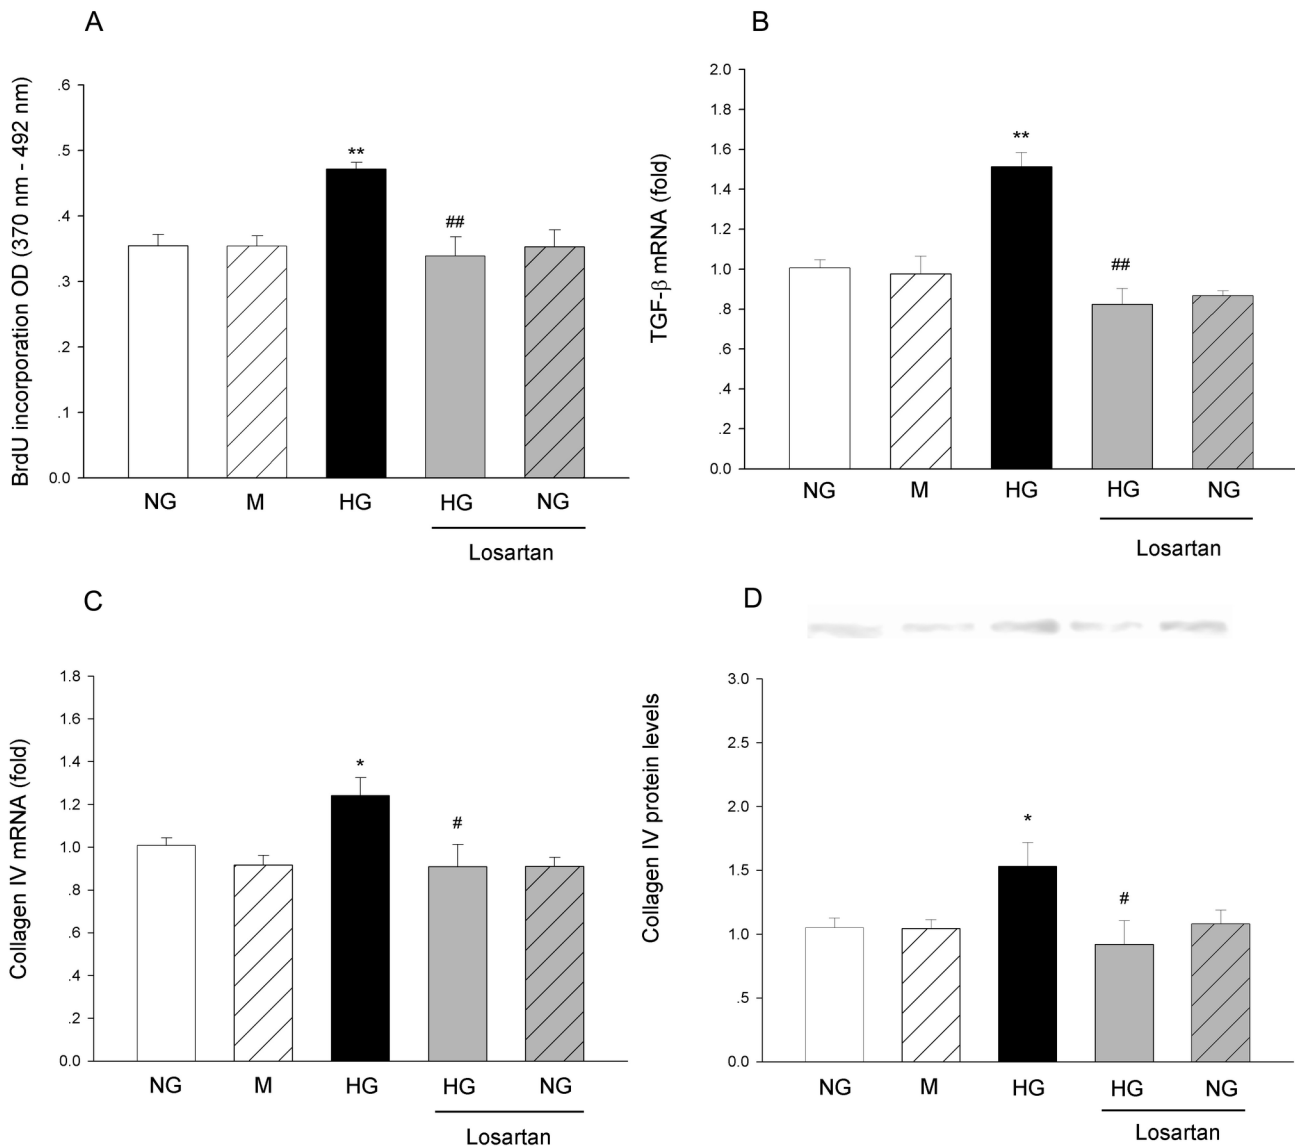 A
BrdU incorporation OD (370 nm - 492 nm)
.6
.5
.4
.3
.2
.1
0.0
**
##
NG
M
HG
HG
NG
Losartan
B
TGF-β mRNA (fold)
2.0
1.8
1.6
1.4
1.2
1.0
.8
.6
.4
.2
0.0
**
##
NG
M
HG
HG
NG
Losartan
C
Collagen IV mRNA (fold)
1.8
1.6
1.4
1.2
1.0
.8
.6
.4
.2
0.0
*
#
NG
M
HG
HG
NG
Losartan
D
Collagen IV protein levels
3.0
2.5
2.0
1.5
1.0
.5
0.0
*
#
NG
M
HG
HG
NG
Losartan